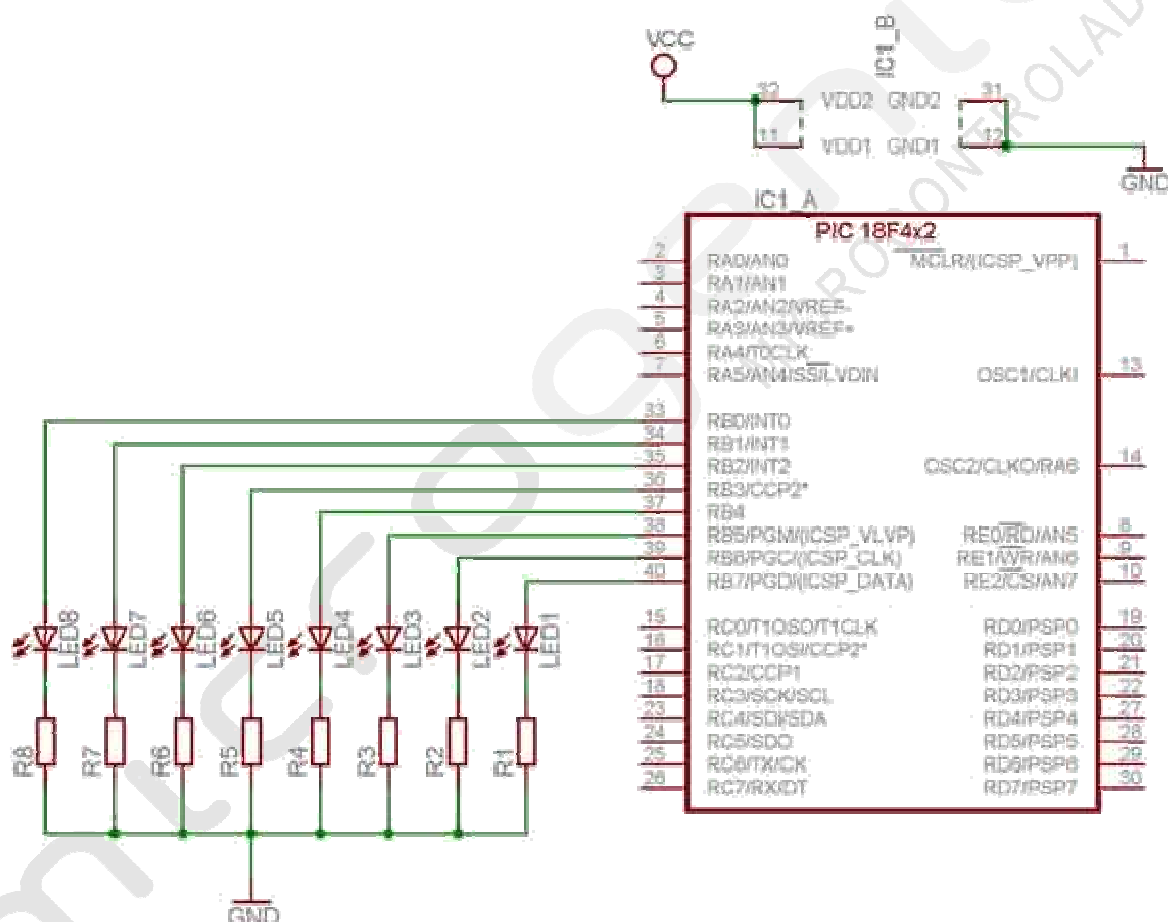 VCC
IC1_B
32 VDD2 GND2 31
11 VDD1 GND1 12
GND
IC1_A
PIC 18F4x2
2 RA0/AN0 MCLR/(ICSP_VPP) 1
3 RA1/AN1
4 RA2/AN2/VREF-
5 RA3/AN3/VREF+
6 RA4/T0CLK
7 RA5/AN4/SS/LVDIN OSC1/CLKI 13
33 RB0/INT0
34 RB1/INT1
35 RB2/INT2 OSC2/CLKO/RA6 14
36 RB3/CCP2*
37 RB4
38 RB5/PGM/(ICSP_VLVP) RE0/RD/AN5 8
39 RB6/PGC/(ICSP_CLK) RE1/WR/AN6 9
40 RB7/PGD/(ICSP_DATA) RE2/CS/AN7 10
15 RC0/T1OSO/T1CLK RD0/PSP0 19
16 RC1/T1OSI/CCP2* RD1/PSP1 20
17 RC2/CCP1 RD2/PSP2 21
18 RC3/SCK/SCL RD3/PSP3 22
23 RC4/SDI/SDA RD4/PSP4 27
24 RC5/SDO RD5/PSP5 28
25 RC6/TX/CK RD6/PSP6 29
26 RC7/RX/DT RD7/PSP7 30
LED8 LED7 LED6 LED5 LED4 LED3 LED2 LED1
R8 R7 R6 R5 R4 R3 R2 R1
GND